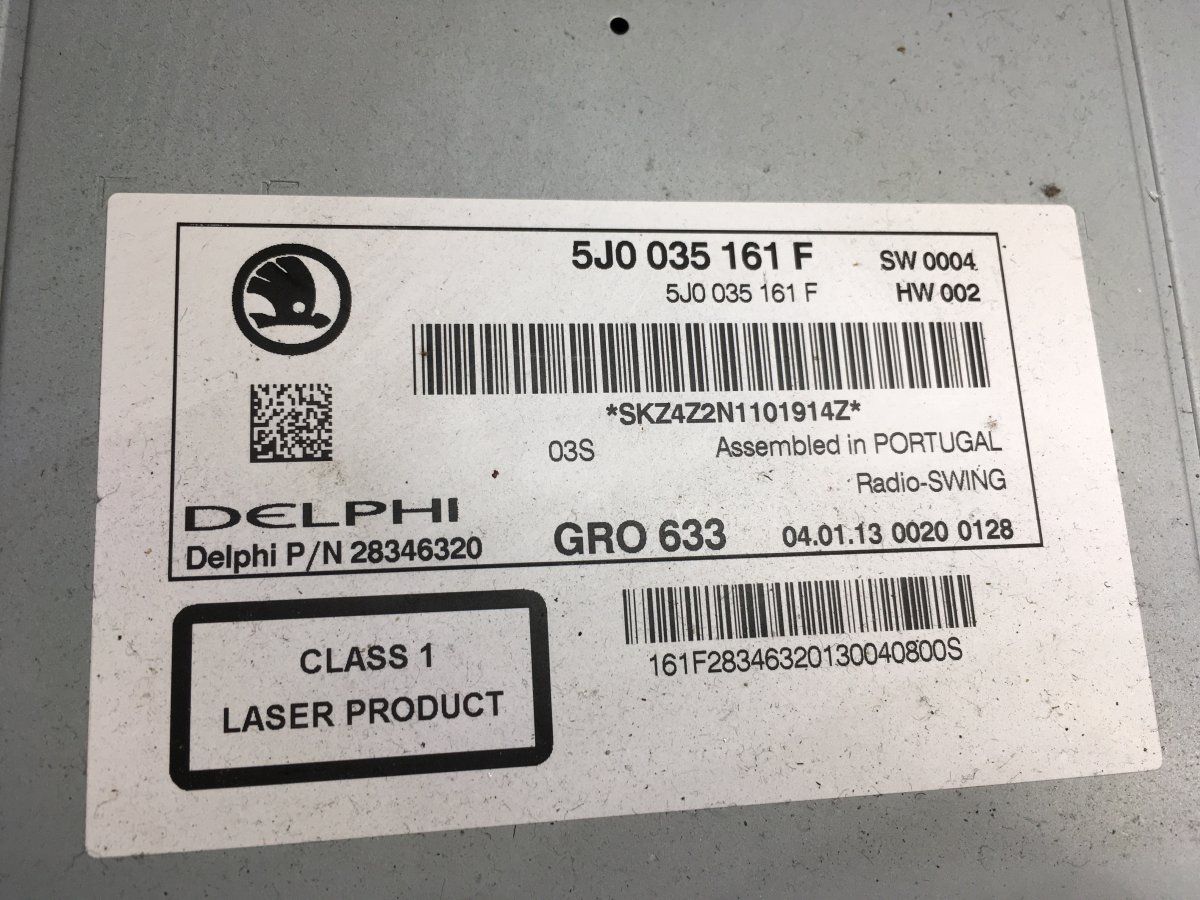 5J0 035 161 F SW 0004
5J0 035 161 F HW 002
*SKZ4Z2N1101914Z*
03S Assembled in PORTUGAL
Radio-SWING
DELPHI
Delphi P/N 28346320 GRO 633 04.01.13 0020 0128
161F28346320130040800S
CLASS 1
LASER PRODUCT